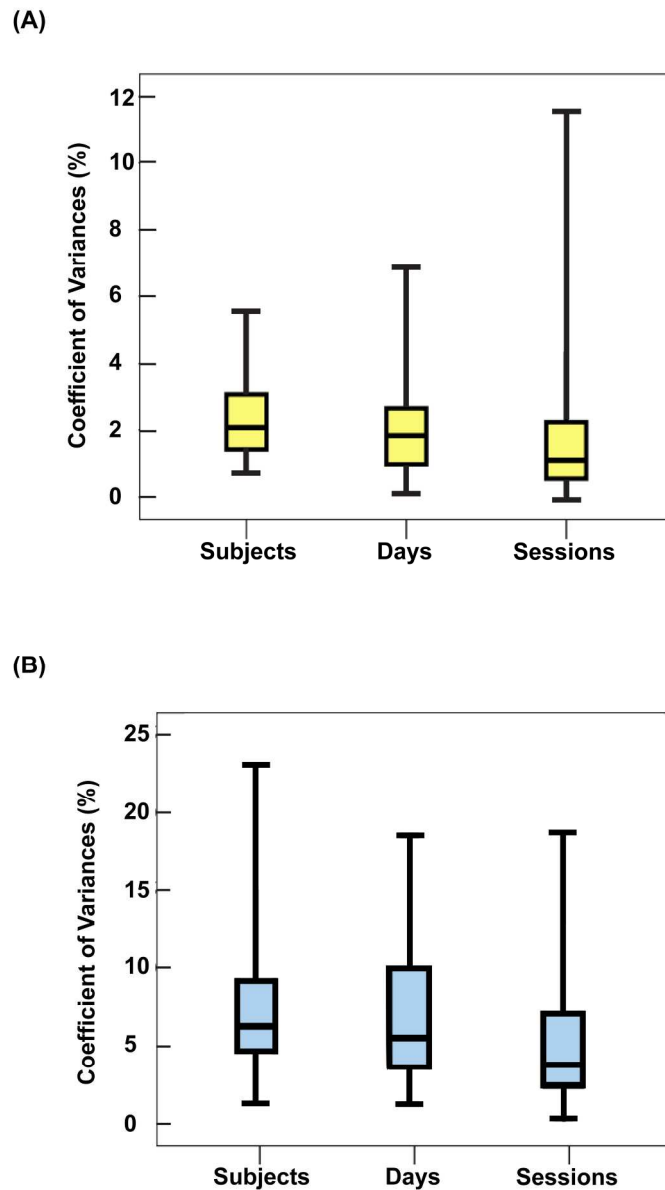 (A)
Coefficient of Variances (%)
12
10
8
6
4
2
0
Subjects
Days
Sessions
(B)
Coefficient of Variances (%)
25
20
15
10
5
0
Subjects
Days
Sessions